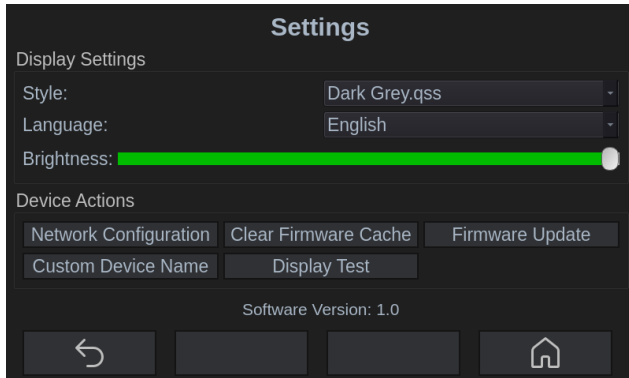 Settings
Display Settings
Style: Dark Grey.qss
Language: English
Brightness:
Device Actions
Network Configuration Clear Firmware Cache Firmware Update
Custom Device Name Display Test
Software Version: 1.0